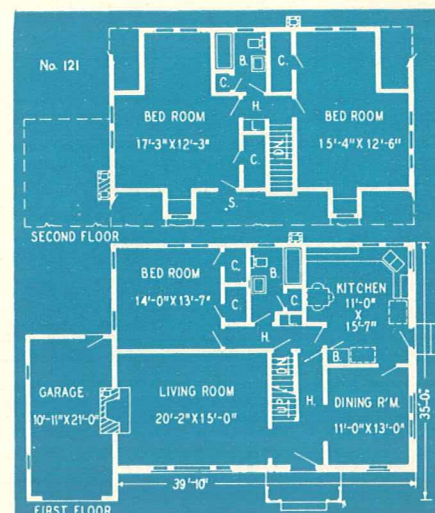 No. 121
B.
C.
C.
BED ROOM
17'-3" X 12'-3"
H.
BED ROOM
15'-4" X 12'-6"
L.
C.
DN.
S.
SECOND FLOOR
BED ROOM
14'-0" X 13'-7"
C.
B.
C.
C.
KITCHEN
11'-0"
X
15'-7"
H.
B.
GARAGE
10'-11" X 21'-0"
LIVING ROOM
20'-2" X 15'-0"
UP
DN.
H.
DINING R'M.
11'-0" X 13'-0"
35'-0"
39'-10"
FIRST FLOOR